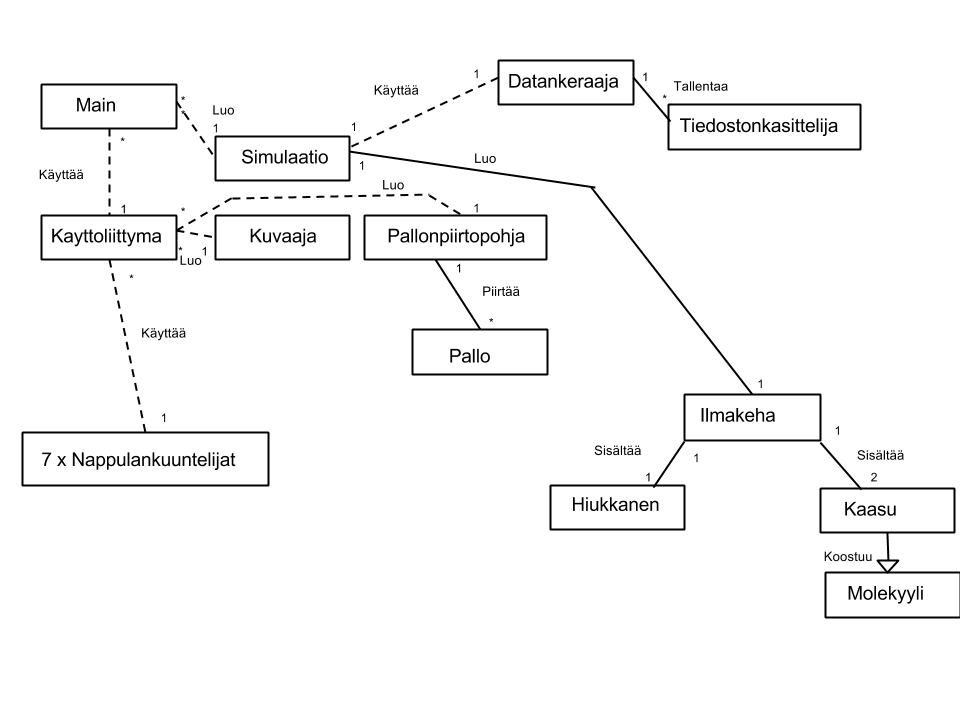 1
Datankeraaja
1
Käyttää
Tallentaa
Main
*
*
Luo
*
Tiedostonkasittelija
1
1
*
Simulaatio
1
Luo
Käyttää
Luo
1
*
1
Kayttoliittyma
Kuvaaja
Pallonpiirtopohja
*
1
Luo
1
*
Piirtää
*
Käyttää
Pallo
1
1
Ilmakeha
1
Sisältää
1
Sisältää
7 x Nappulankuuntelijat
1
2
Hiukkanen
Kaasu
Koostuu
Molekyyli